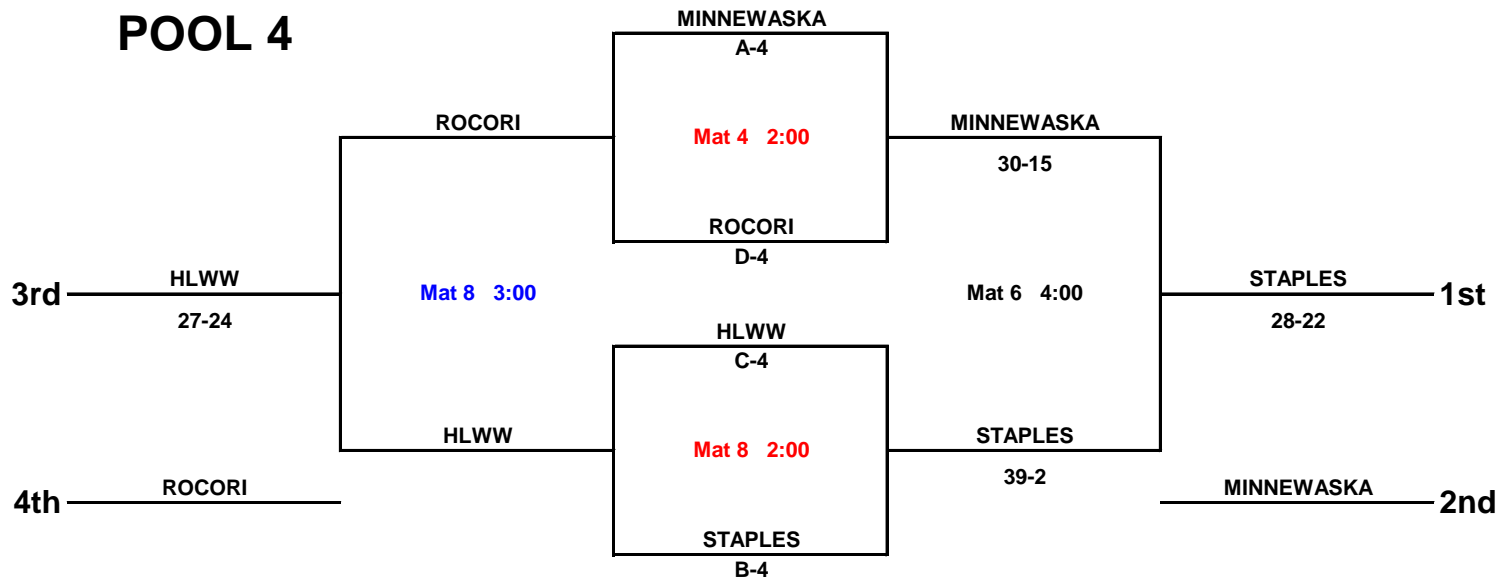 POOL 4
MINNEWASKA
A-4
ROCORI
Mat 4 2:00
MINNEWASKA
30-15
ROCORI
D-4
3rd
HLWW
27-24
Mat 8 3:00
Mat 6 4:00
STAPLES
28-22
1st
HLWW
C-4
HLWW
Mat 8 2:00
STAPLES
39-2
4th
ROCORI
MINNEWASKA
2nd
STAPLES
B-4